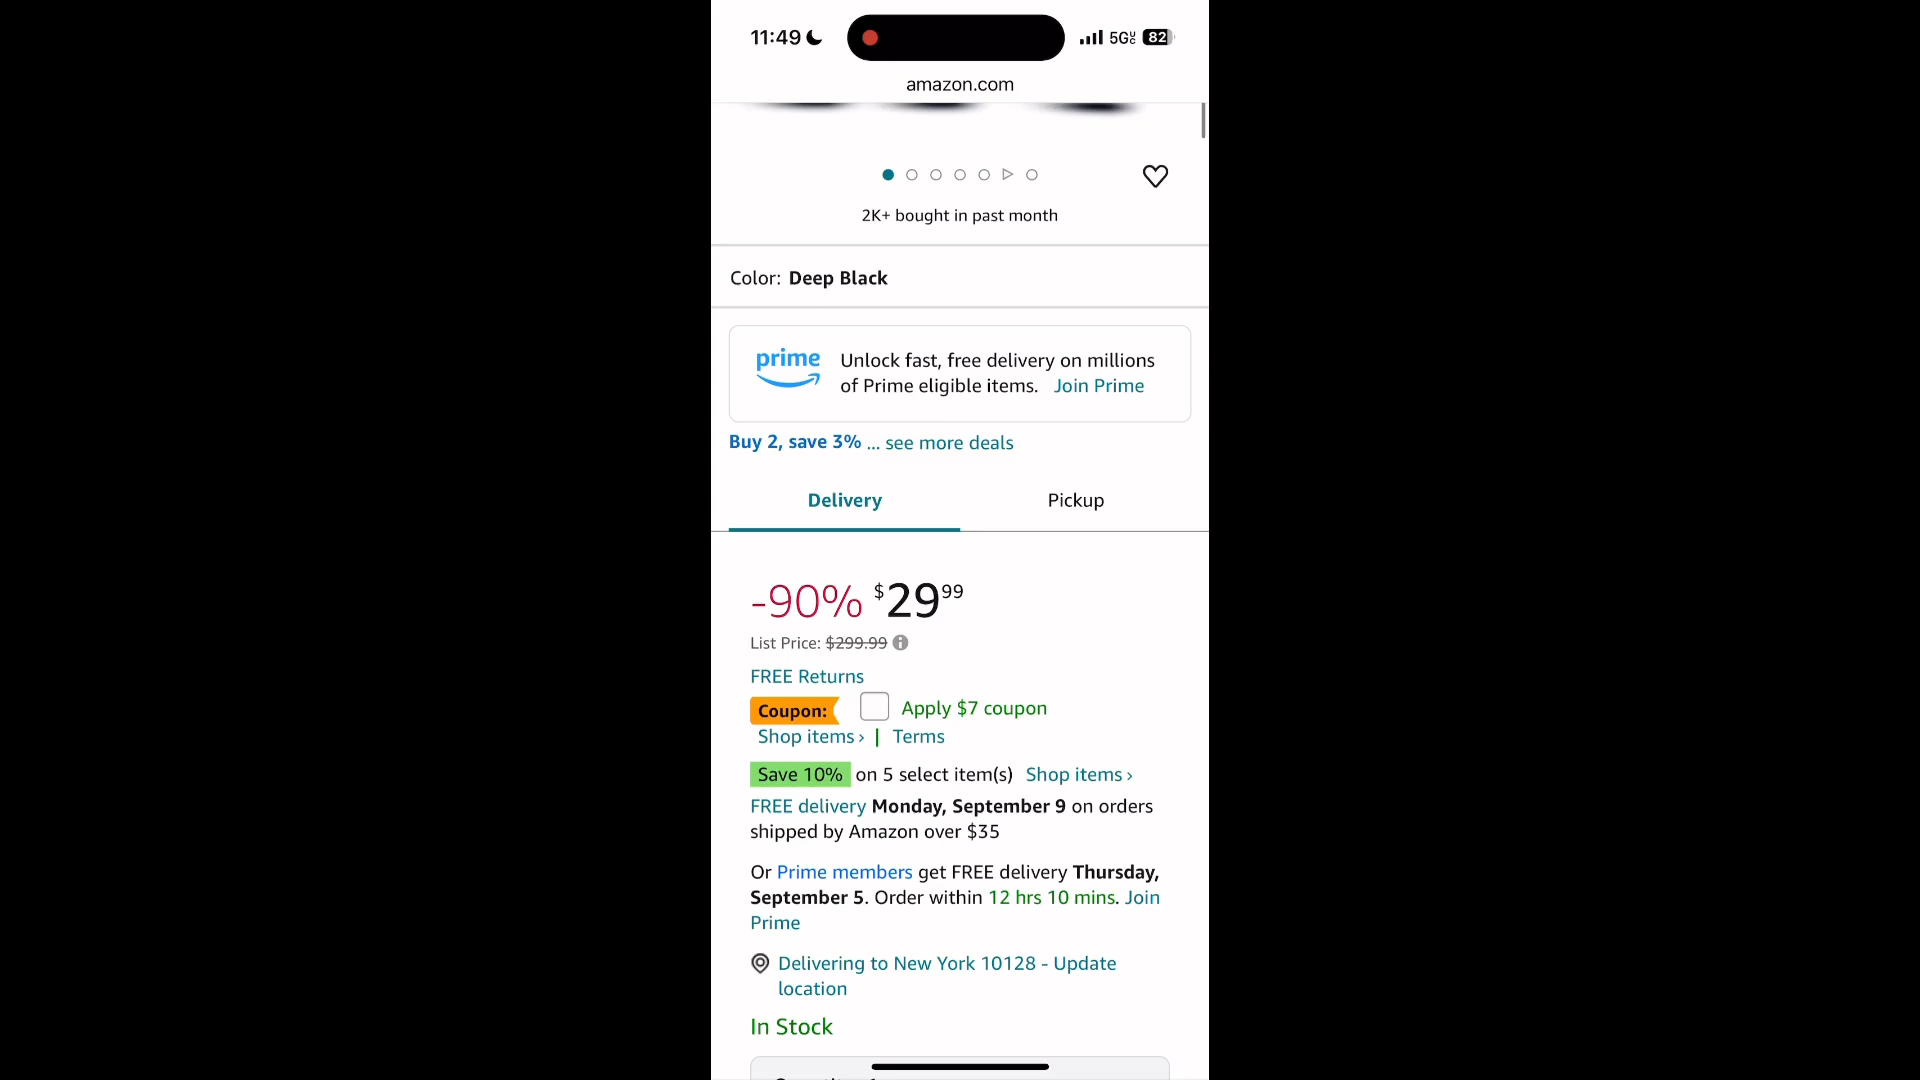 11:49
5G UC 82
amazon.com
2K+ bought in past month
Color: Deep Black
prime
Unlock fast, free delivery on millions
of Prime eligible items. Join Prime
Buy 2, save 3% ... see more deals
Delivery Pickup
-90% $29 99
List Price: $299.99
FREE Returns
Coupon: Apply $7 coupon
Shop items › | Terms
Save 10% on 5 select item(s) Shop items ›
FREE delivery Monday, September 9 on orders
shipped by Amazon over $35
Or Prime members get FREE delivery Thursday,
September 5. Order within 12 hrs 10 mins. Join
Prime
Delivering to New York 10128 - Update
location
In Stock